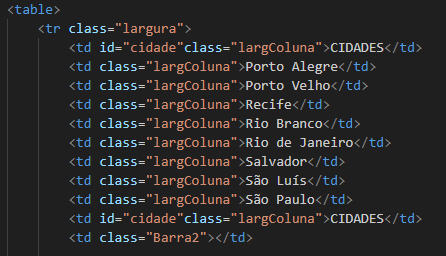 <table>
<tr class="largura">
<td id="cidade"class="largColuna">CIDADES</td>
<td class="largColuna">Porto Alegre</td>
<td class="largColuna">Porto Velho</td>
<td class="largColuna">Recife</td>
<td class="largColuna">Rio Branco</td>
<td class="largColuna">Rio de Janeiro</td>
<td class="largColuna">Salvador</td>
<td class="largColuna">São Luís</td>
<td class="largColuna">São Paulo</td>
<td id="cidade"class="largColuna">CIDADES</td>
<td class="Barra2"></td>